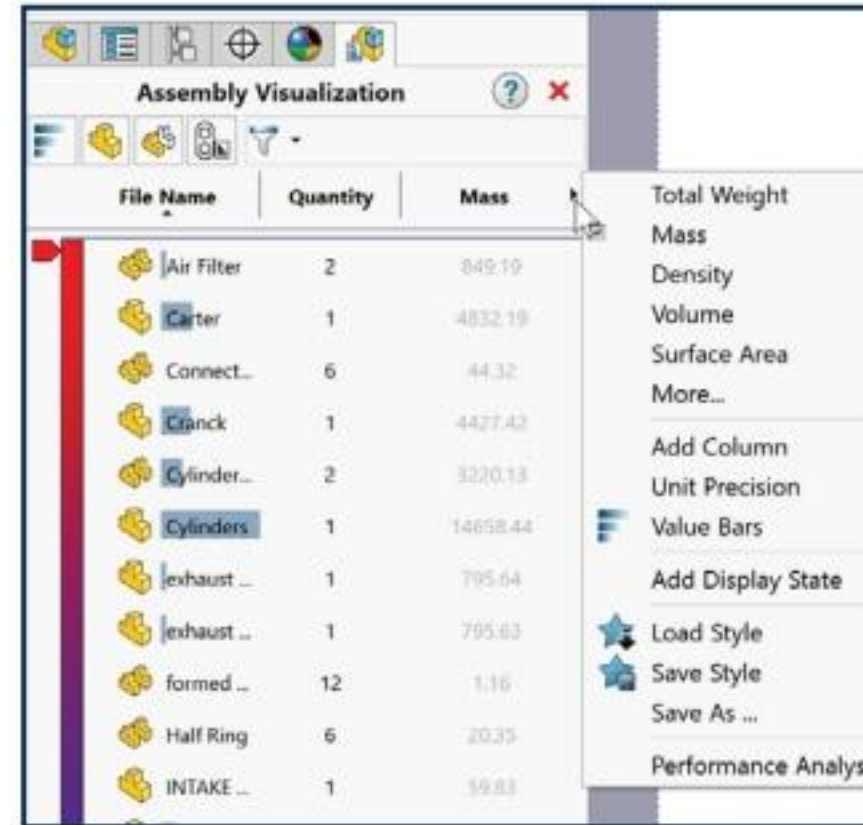 Assembly Visualization
File Name Quantity Mass
Air Filter 2 849.19
Carter 1 4832.19
Connect... 6 44.32
Cranck 1 4427.42
Cylinder... 2 3220.13
Cylinders 1 14658.44
exhaust ... 1 795.64
exhaust ... 1 795.63
formed ... 12 1.16
Half Ring 6 20.35
INTAKE ... 1 59.83
Total Weight
Mass
Density
Volume
Surface Area
More...
Add Column
Unit Precision
Value Bars
Add Display State
Load Style
Save Style
Save As ...
Performance Analys